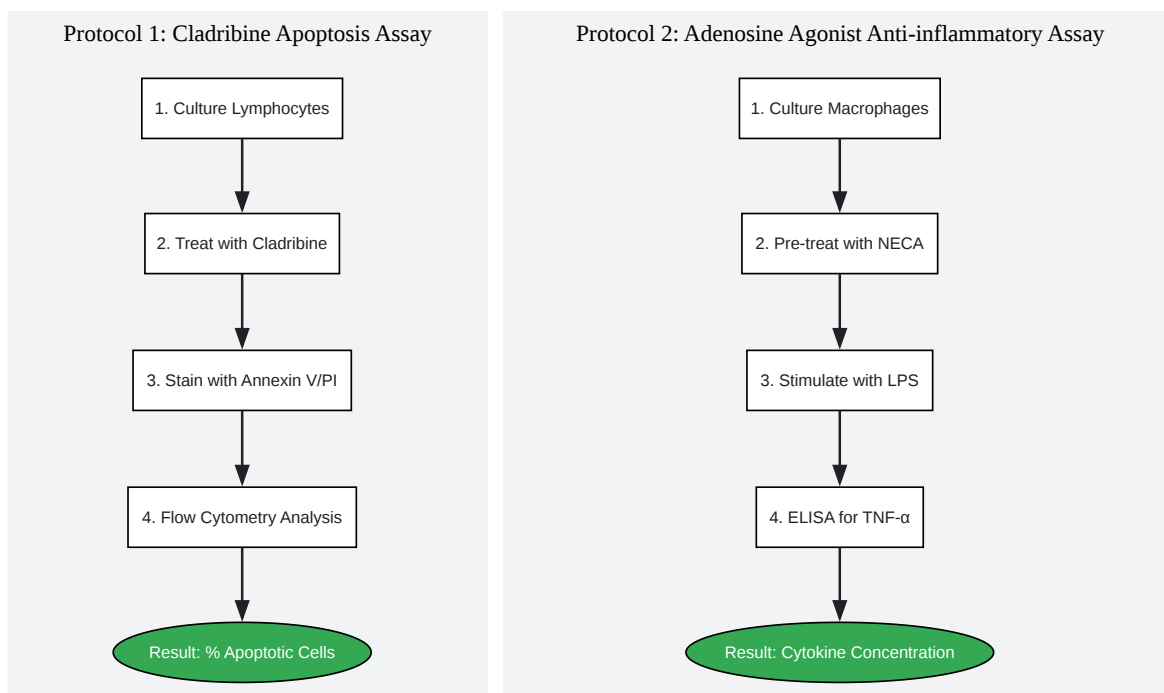 Protocol 1: Cladribine Apoptosis Assay
1. Culture Lymphocytes
2. Treat with Cladribine
3. Stain with Annexin V/PI
4. Flow Cytometry Analysis
Result: % Apoptotic Cells
Protocol 2: Adenosine Agonist Anti-inflammatory Assay
1. Culture Macrophages
2. Pre-treat with NECA
3. Stimulate with LPS
4. ELISA for TNF-α
Result: Cytokine Concentration